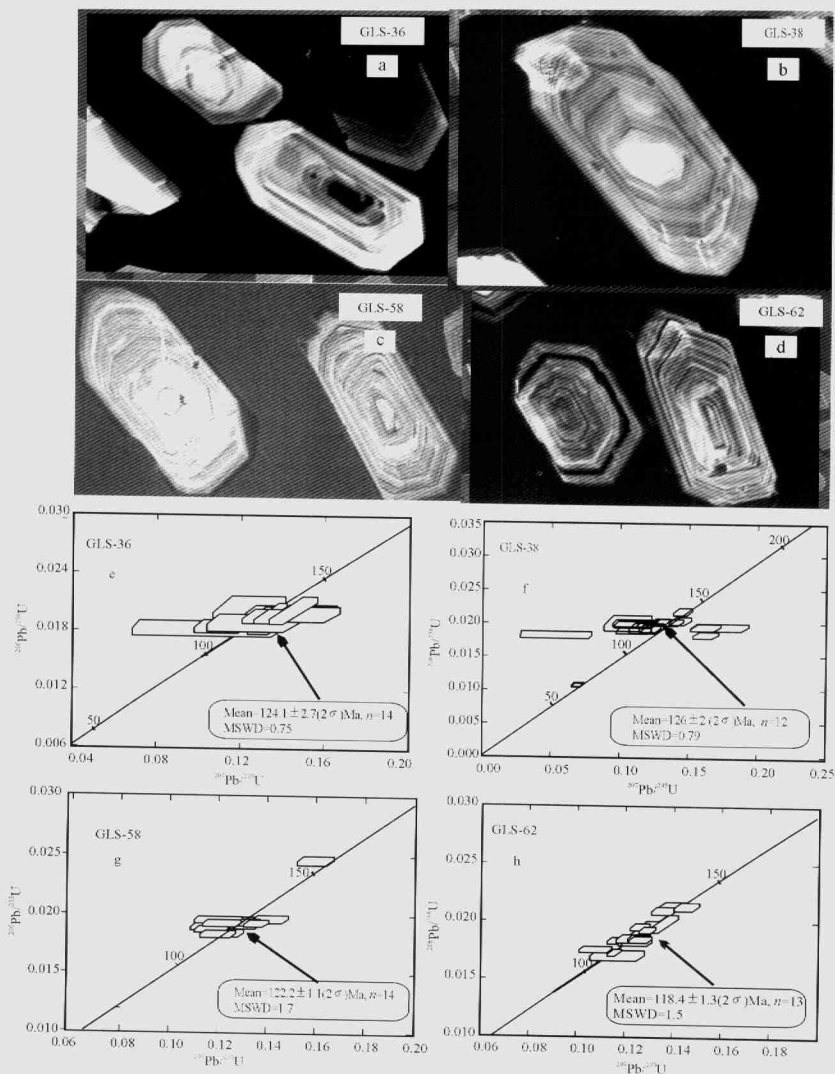 GLS-36
a
GLS-38
b
GLS-58
c
GLS-62
d
0.030
0.024
0.018
0.012
0.006
GLS-36
e
50
100
150
Mean=124.1±2.7(2σ)Ma, n=14
MSWD=0.75
0.04
0.08
0.12
0.16
0.20
0.035
0.030
0.025
0.020
0.015
0.010
0.005
0.000
GLS-38
f
50
100
150
200
Mean=126±2 (2σ)Ma, n=12
MSWD=0.79
0.00
0.05
0.10
0.15
0.20
0.25
²⁰⁷Pb/²³⁵U
0.030
0.025
0.020
0.015
0.010
GLS-58
g
100
150
Mean=122.2±1.1(2σ)Ma, n=14
MSWD=1.7
0.06
0.08
0.10
0.12
0.14
0.16
0.18
0.20
0.030
0.025
0.020
0.015
0.010
GLS-62
h
100
150
Mean=118.4±1.3(2σ)Ma, n=13
MSWD=1.5
0.06
0.08
0.10
0.12
0.14
0.16
0.18
0.20